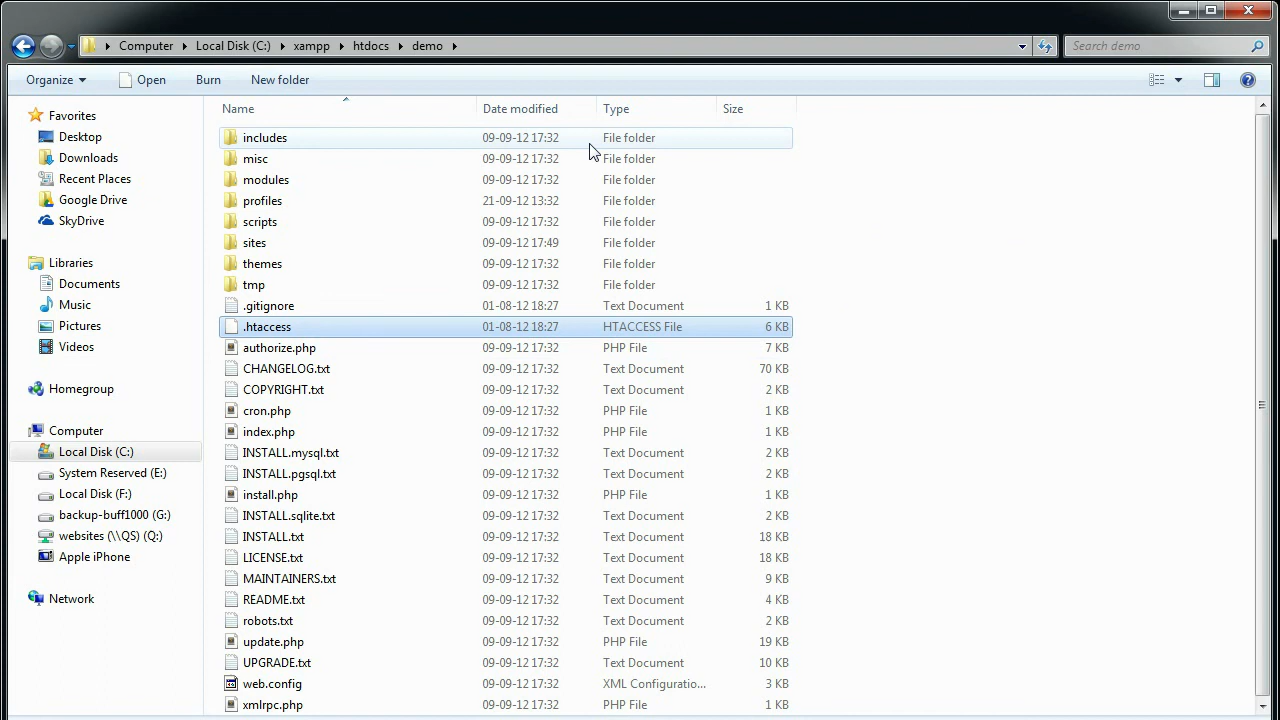 Computer Local Disk (C:) xampp htdocs demo Search demo
Organize Open Burn New folder
Favorites
Desktop
Downloads
Recent Places
Google Drive
SkyDrive
Libraries
Documents
Music
Pictures
Videos
Homegroup
Computer
Local Disk (C:)
System Reserved (E:)
Local Disk (F:)
backup-buff1000 (G:)
websites (\\QS) (Q:)
Apple iPhone
Network
Name Date modified Type Size
includes 09-09-12 17:32 File folder
misc 09-09-12 17:32 File folder
modules 09-09-12 17:32 File folder
profiles 21-09-12 13:32 File folder
scripts 09-09-12 17:32 File folder
sites 09-09-12 17:49 File folder
themes 09-09-12 17:32 File folder
tmp 09-09-12 17:32 File folder
.gitignore 01-08-12 18:27 Text Document 1 KB
.htaccess 01-08-12 18:27 HTACCESS File 6 KB
authorize.php 09-09-12 17:32 PHP File 7 KB
CHANGELOG.txt 09-09-12 17:32 Text Document 70 KB
COPYRIGHT.txt 09-09-12 17:32 Text Document 2 KB
cron.php 09-09-12 17:32 PHP File 1 KB
index.php 09-09-12 17:32 PHP File 1 KB
INSTALL.mysql.txt 09-09-12 17:32 Text Document 2 KB
INSTALL.pgsql.txt 09-09-12 17:32 Text Document 2 KB
install.php 09-09-12 17:32 PHP File 1 KB
INSTALL.sqlite.txt 09-09-12 17:32 Text Document 2 KB
INSTALL.txt 09-09-12 17:32 Text Document 18 KB
LICENSE.txt 09-09-12 17:32 Text Document 18 KB
MAINTAINERS.txt 09-09-12 17:32 Text Document 9 KB
README.txt 09-09-12 17:32 Text Document 4 KB
robots.txt 09-09-12 17:32 Text Document 2 KB
update.php 09-09-12 17:32 PHP File 19 KB
UPGRADE.txt 09-09-12 17:32 Text Document 10 KB
web.config 09-09-12 17:32 XML Configuratio... 3 KB
xmlrpc.php 09-09-12 17:32 PHP File 1 KB